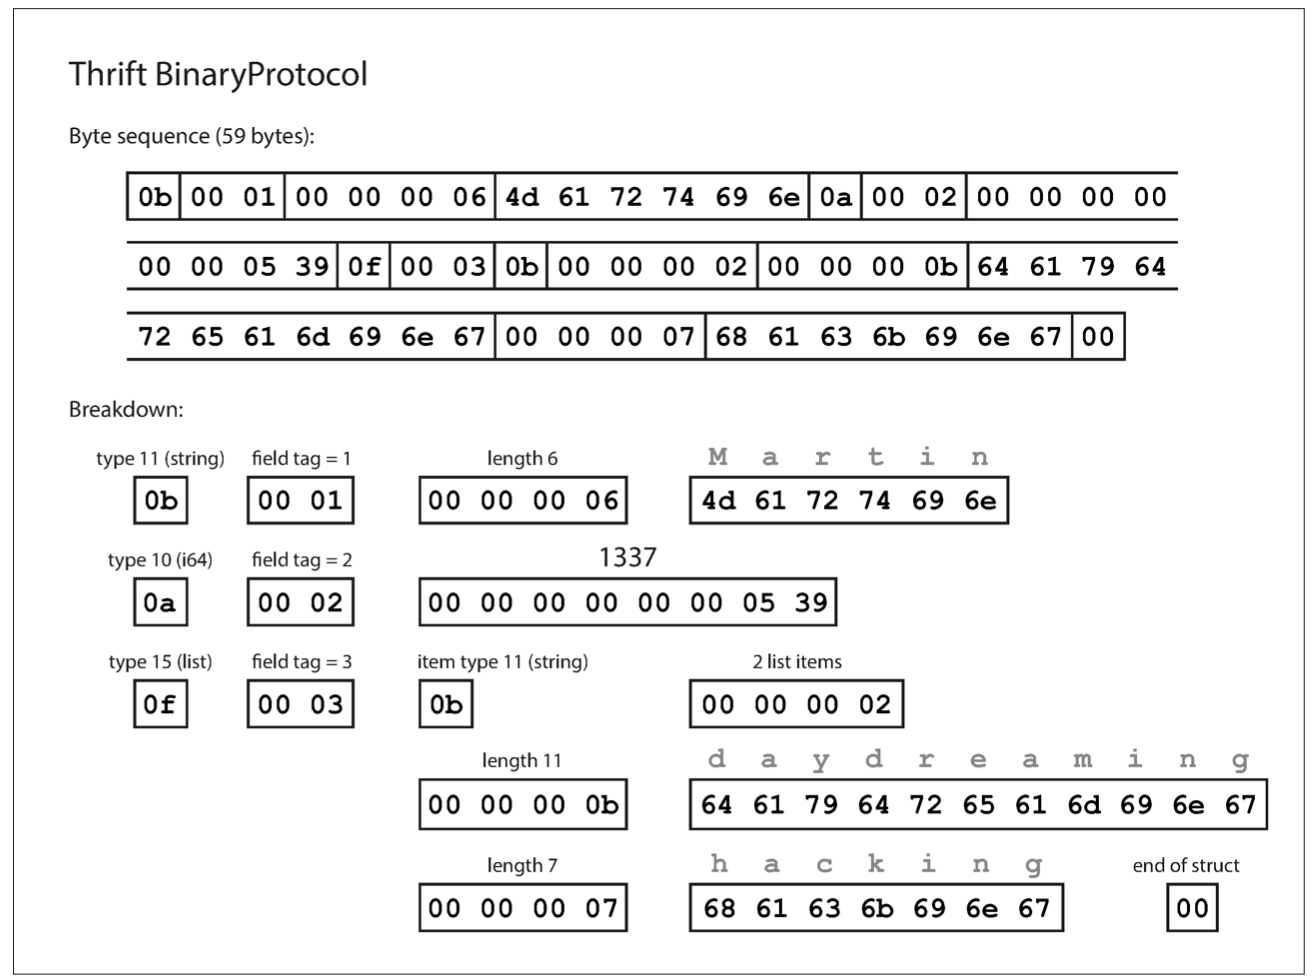 Thrift BinaryProtocol
Byte sequence (59 bytes):
0b 00 01 00 00 00 06 4d 61 72 74 69 6e 0a 00 02 00 00 00 00
00 00 05 39 0f 00 03 0b 00 00 00 02 00 00 00 0b 64 61 79 64
72 65 61 6d 69 6e 67 00 00 00 07 68 61 63 6b 69 6e 67 00
Breakdown:
type 11 (string) field tag = 1 length 6 M a r t i n
0b 00 01 00 00 00 06 4d 61 72 74 69 6e
type 10 (i64) field tag = 2 1337
0a 00 02 00 00 00 00 00 00 05 39
type 15 (list) field tag = 3 item type 11 (string) 2 list items
0f 00 03 0b 00 00 00 02
length 11 d a y d r e a m i n g
00 00 00 0b 64 61 79 64 72 65 61 6d 69 6e 67
length 7 h a c k i n g end of struct
00 00 00 07 68 61 63 6b 69 6e 67 00